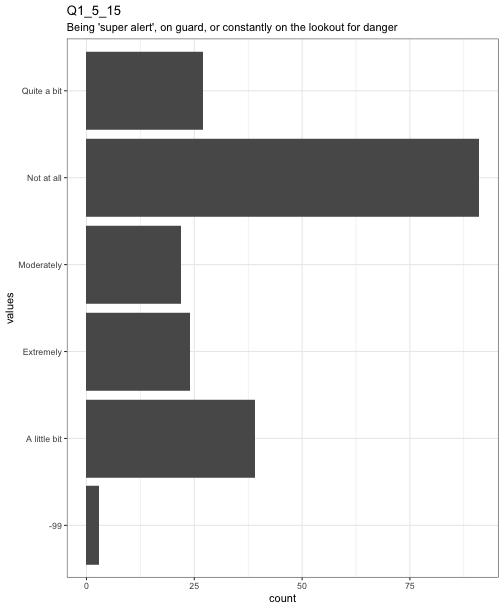 Q1_5_15
Being 'super alert', on guard, or constantly on the lookout for danger
Quite a bit
Not at all
Moderately
Extremely
A little bit
-99
values
0 25 50 75
count